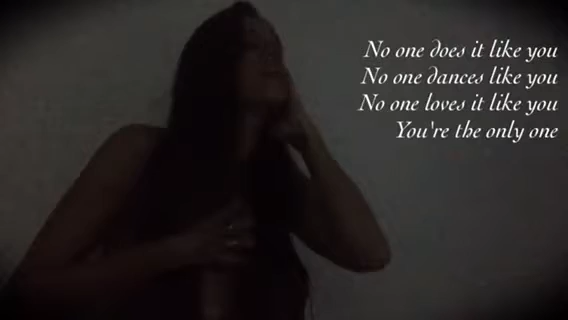 No one does it like you
No one dances like you
No one loves it like you
You're the only one